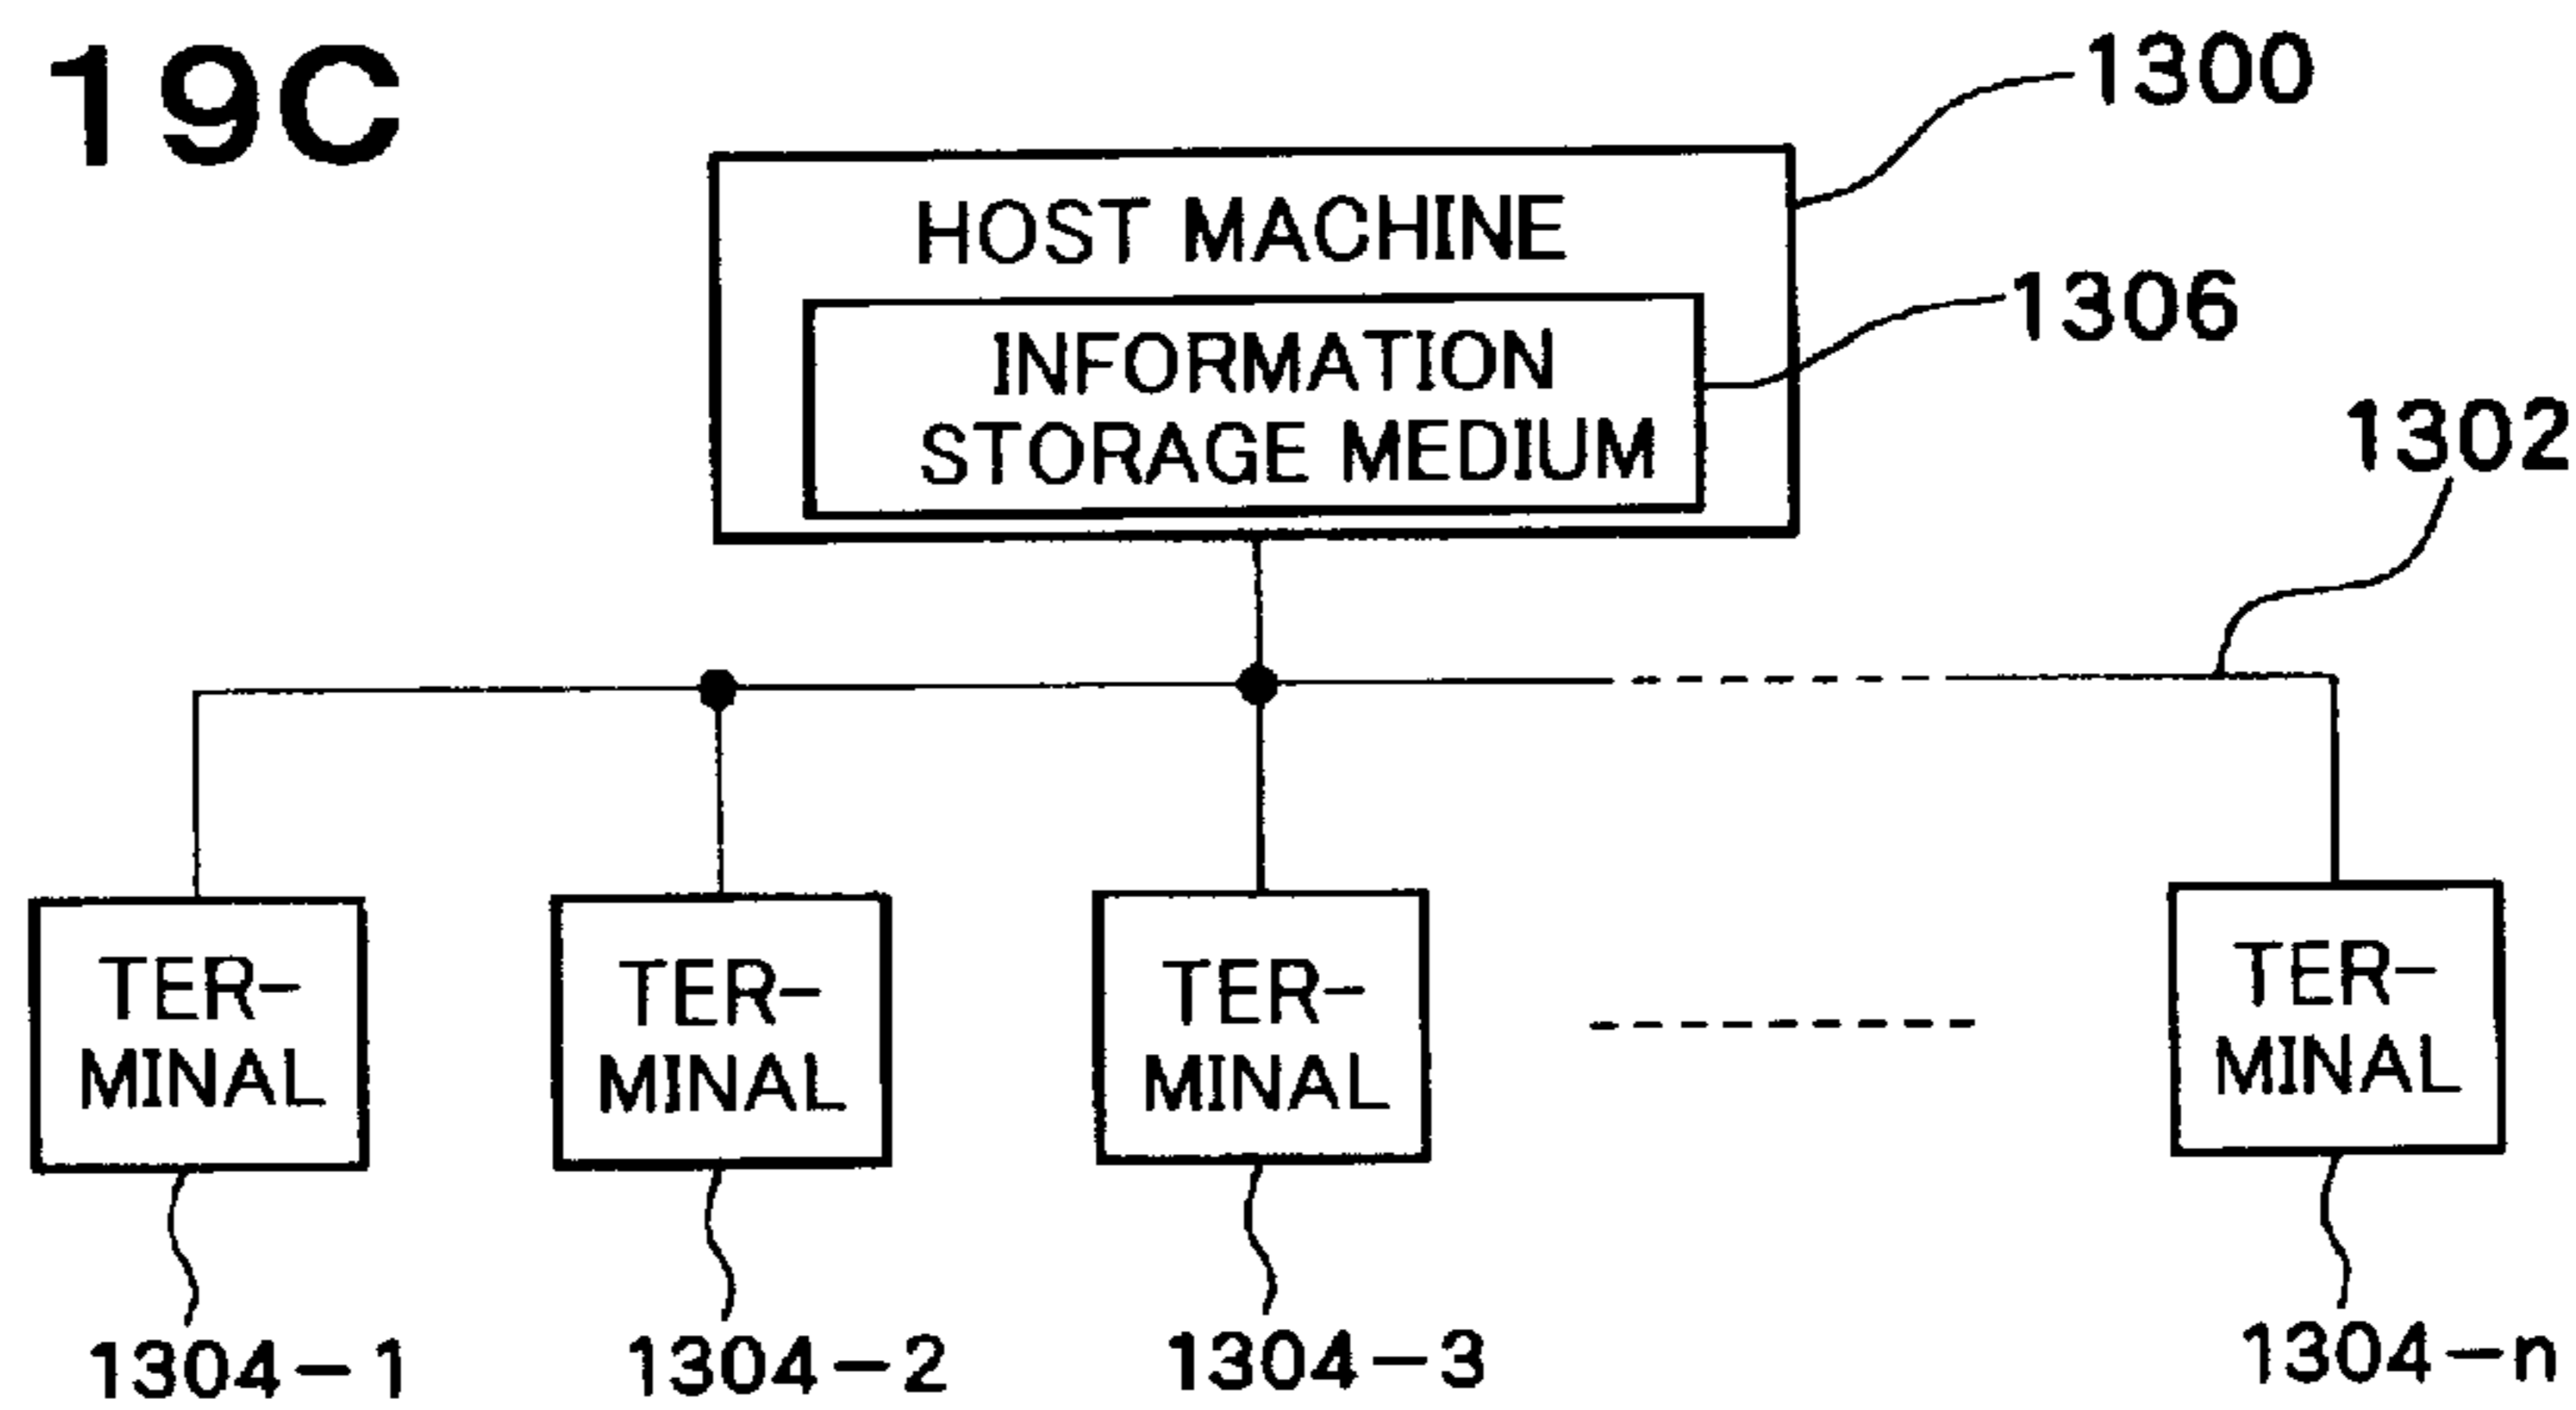 19C
1300
HOST MACHINE
1306
INFORMATION
STORAGE MEDIUM
1302
TER-
MINAL
TER-
MINAL
TER-
MINAL
TER-
MINAL
1304-1
1304-2
1304-3
1304-n